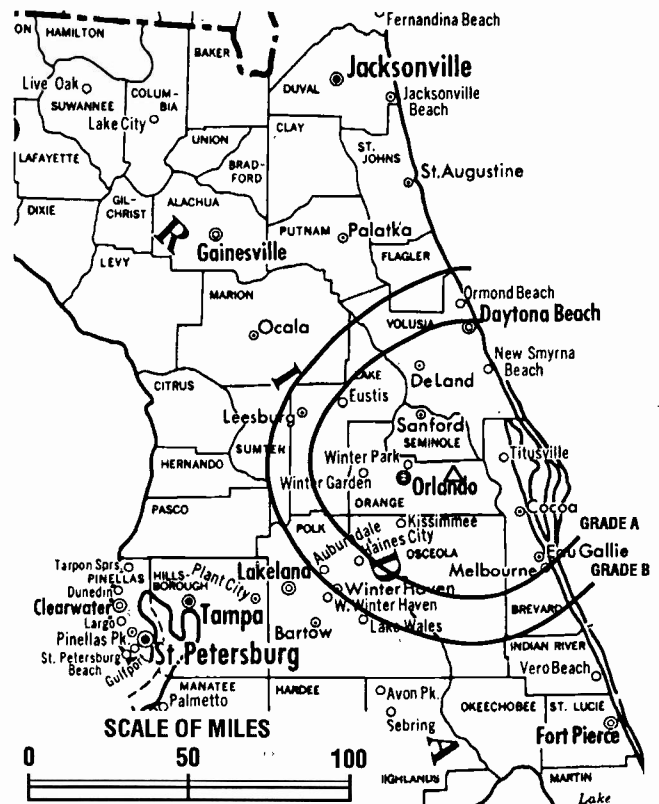 Fernandina Beach
ON
HAMILTON
BAKER
Jacksonville
Live Oak
COLUM-
BIA
DUVAL
Jacksonville
Beach
SUWANNEE
Lake City
UNION
CLAY
ST.
JOHNS
LAFAYETTE
BRAD-
FORD
St. Augustine
GIL-
CHRIST
ALACHUA
DIXIE
R
PUTNAM
Palatka
Gainesville
FLAGLER
LEVY
MARION
Ormond Beach
VOLUSIA
Daytona Beach
Ocala
New Smyrna
Beach
I
LAKE
DeLand
CITRUS
Eustis
Leesburg
Sanford
SEMINOLE
SUMTER
Winter Park
Titusville
HERNANDO
Winter Garden
Orlando
ORANGE
PASCO
Cocoa
POLK
Kissimmee
GRADE A
Auburndale
Haines City
OSCEOLA
Eau Gallie
Tarpon Sprs.
PINELLAS
HILLS-
BOROUGH
Plant City
Lakeland
D
Melbourne
GRADE B
Dunedin
Winter Haven
Clearwater
Tampa
W. Winter Haven
BREVARD
Largo
Bartow
Lake Wales
Pinellas Pk.
St. Petersburg
INDIAN RIVER
St. Petersburg
Beach
Gulfport
Vero Beach
MANATEE
HARDEE
Avon Pk.
OKEECHOBEE
ST. LUCIE
Palmetto
SCALE OF MILES
Sebring
Fort Pierce
A
0
50
100
HIGHLANDS
MARTIN
Lake